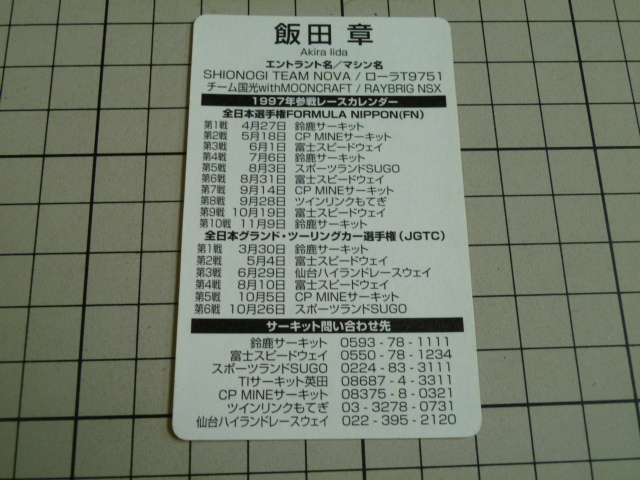 飯田 章
Akira Iida
エントラント名／マシン名
SHIONOGI TEAM NOVA / ローラT9751
チーム国光withMOONCRAFT / RAYBRIG NSX
1997年参戦レースカレンダー
全日本選手権FORMULA NIPPON(FN)
第1戦 4月27日 鈴鹿サーキット
第2戦 5月18日 CP MINEサーキット
第3戦 6月1日 富士スピードウェイ
第4戦 7月6日 鈴鹿サーキット
第5戦 8月3日 スポーツランドSUGO
第6戦 8月31日 富士スピードウェイ
第7戦 9月14日 CP MINEサーキット
第8戦 9月28日 ツインリンクもてぎ
第9戦 10月19日 富士スピードウェイ
第10戦 11月9日 鈴鹿サーキット
全日本グランド・ツーリングカー選手権（JGTC）
第1戦 3月30日 鈴鹿サーキット
第2戦 5月4日 富士スピードウェイ
第3戦 6月29日 仙台ハイランドレースウェイ
第4戦 8月10日 富士スピードウェイ
第5戦 10月5日 CP MINEサーキット
第6戦 10月26日 スポーツランドSUGO
サーキット問い合わせ先
鈴鹿サーキット 0593-78-1111
富士スピードウェイ 0550-78-1234
スポーツランドSUGO 0224-83-3111
TIサーキット英田 08687-4-3311
CP MINEサーキット 08375-8-0321
ツインリンクもてぎ 03-3278-0731
仙台ハイランドレースウェイ 022-395-2120